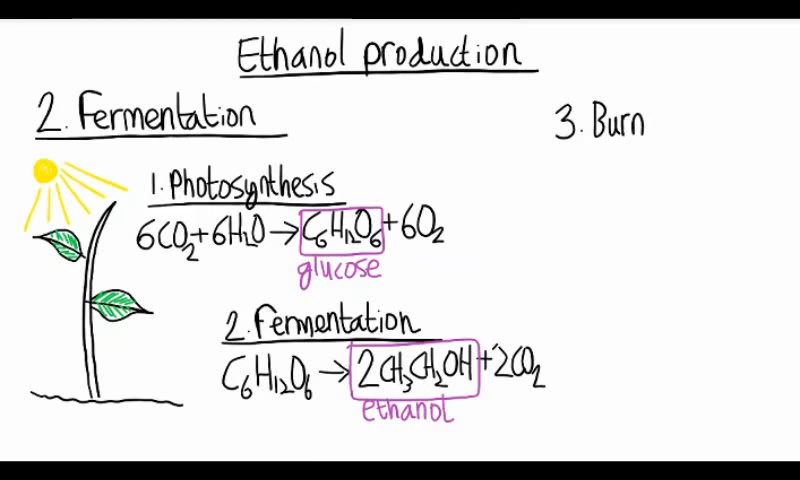 Ethanol production
2. Fermentation
3. Burn
1. Photosynthesis
6CO₂+6H₂O→C₆H₁₂O₆+6O₂
glucose
2. Fermentation
C₆H₁₂O₆→2CH₃CH₂OH+2CO₂
ethanol